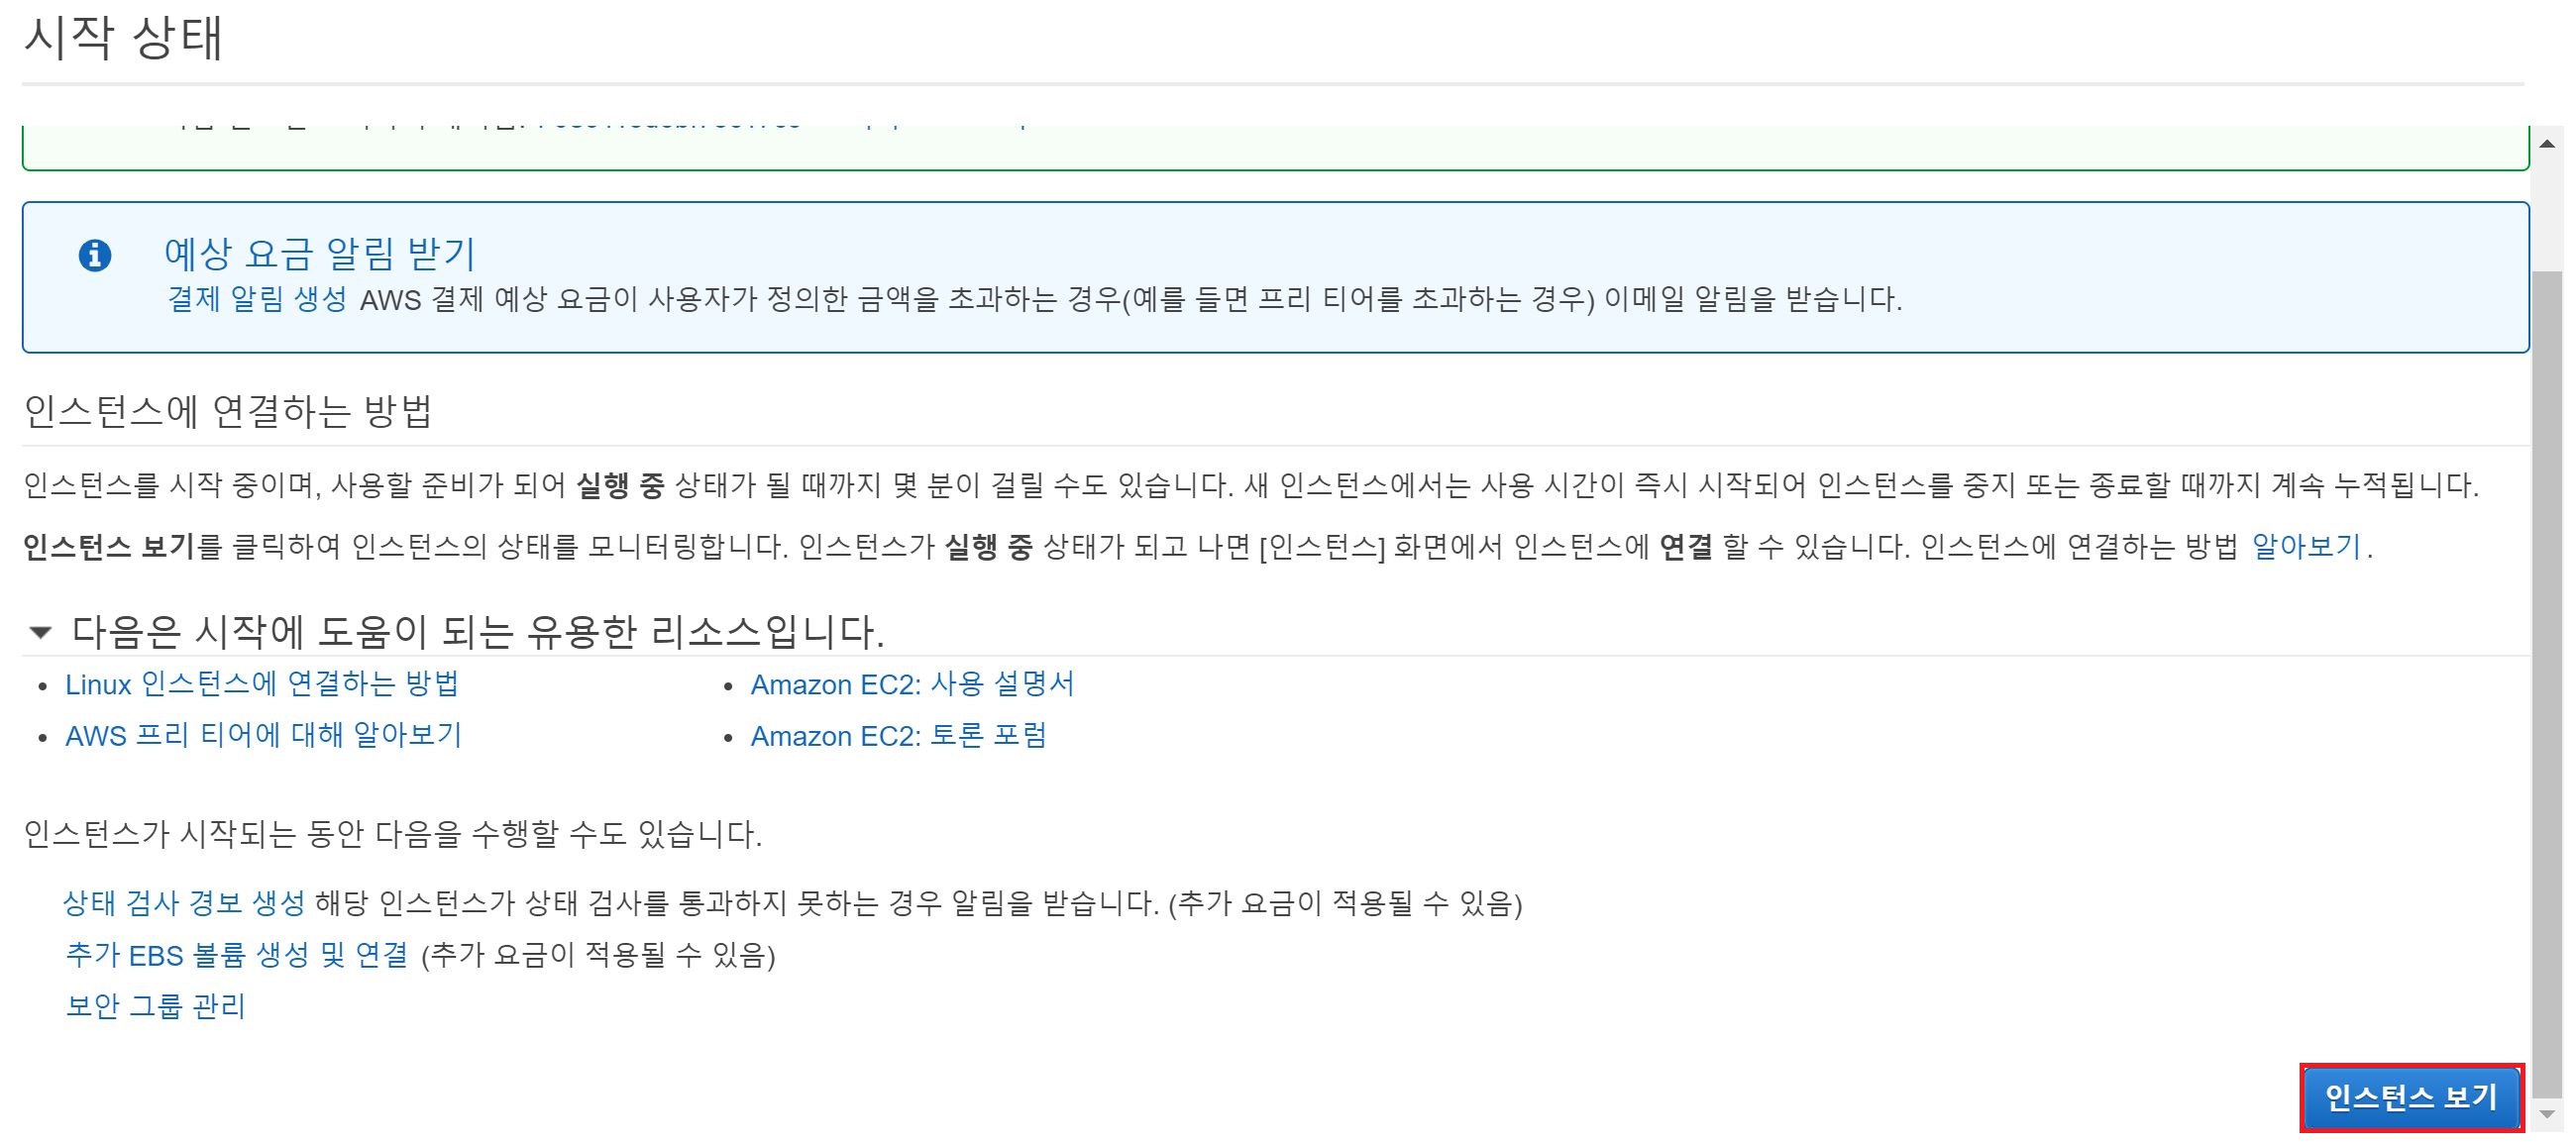 시작 상태
예상 요금 알림 받기
결제 알림 생성 AWS 결제 예상 요금이 사용자가 정의한 금액을 초과하는 경우(예를 들면 프리 티어를 초과하는 경우) 이메일 알림을 받습니다.
인스턴스에 연결하는 방법
인스턴스를 시작 중이며, 사용할 준비가 되어 실행 중 상태가 될 때까지 몇 분이 걸릴 수도 있습니다. 새 인스턴스에서는 사용 시간이 즉시 시작되어 인스턴스를 중지 또는 종료할 때까지 계속 누적됩니다.
인스턴스 보기를 클릭하여 인스턴스의 상태를 모니터링합니다. 인스턴스가 실행 중 상태가 되고 나면 [인스턴스] 화면에서 인스턴스에 연결 할 수 있습니다. 인스턴스에 연결하는 방법 알아보기.
다음은 시작에 도움이 되는 유용한 리소스입니다.
• Linux 인스턴스에 연결하는 방법 • Amazon EC2: 사용 설명서
• AWS 프리 티어에 대해 알아보기 • Amazon EC2: 토론 포럼
인스턴스가 시작되는 동안 다음을 수행할 수도 있습니다.
상태 검사 경보 생성 해당 인스턴스가 상태 검사를 통과하지 못하는 경우 알림을 받습니다. (추가 요금이 적용될 수 있음)
추가 EBS 볼륨 생성 및 연결 (추가 요금이 적용될 수 있음)
보안 그룹 관리
인스턴스 보기